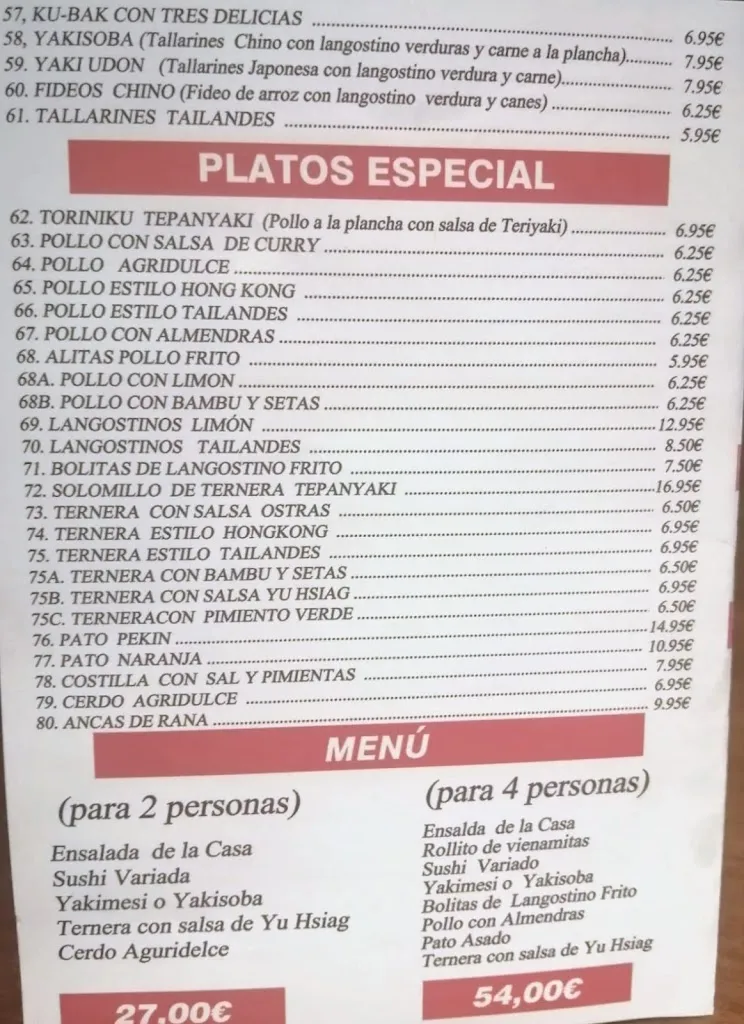 57, KU-BAK CON TRES DELICIAS ........ 6.95€
58, YAKISOBA (Tallarines Chino con langostino verduras y carne a la plancha)........ 7.95€
59. YAKI UDON (Tallarines Japonesa con langostino verdura y carne)........ 7.95€
60. FIDEOS CHINO (Fideo de arroz con langostino verdura y canes) ........ 6.25€
61. TALLARINES TAILANDES ........ 5.95€
PLATOS ESPECIAL
62. TORINIKU TEPANYAKI (Pollo a la plancha con salsa de Teriyaki) ........ 6.95€
63. POLLO CON SALSA DE CURRY ........ 6.25€
64. POLLO AGRIDULCE ........ 6.25€
65. POLLO ESTILO HONG KONG ........ 6.25€
66. POLLO ESTILO TAILANDES ........ 6.25€
67. POLLO CON ALMENDRAS ........ 6.25€
68. ALITAS POLLO FRITO ........ 5.95€
68A. POLLO CON LIMON ........ 6.25€
68B. POLLO CON BAMBU Y SETAS ........ 6.25€
69. LANGOSTINOS LIMÓN ........ 12.95€
70. LANGOSTINOS TAILANDES ........ 8.50€
71. BOLITAS DE LANGOSTINO FRITO ........ 7.50€
72. SOLOMILLO DE TERNERA TEPANYAKI ........ 16.95€
73. TERNERA CON SALSA OSTRAS ........ 6.50€
74. TERNERA ESTILO HONGKONG ........ 6.95€
75. TERNERA ESTILO TAILANDES ........ 6.95€
75A. TERNERA CON BAMBU Y SETAS ........ 6.50€
75B. TERNERA CON SALSA YU HSIAG ........ 6.95€
75C. TERNERACON PIMIENTO VERDE ........ 6.50€
76. PATO PEKIN ........ 14.95€
77. PATO NARANJA ........ 10.95€
78. COSTILLA CON SAL Y PIMIENTAS ........ 7.95€
79. CERDO AGRIDULCE ........ 6.95€
80. ANCAS DE RANA ........ 9.95€
MENÚ
(para 2 personas)
Ensalada de la Casa
Sushi Variada
Yakimesi o Yakisoba
Ternera con salsa de Yu Hsiag
Cerdo Aguridelce
27,00€
(para 4 personas)
Ensalda de la Casa
Rollito de vienamitas
Sushi Variado
Yakimesi o Yakisoba
Bolitas de Langostino Frito
Pollo con Almendras
Pato Asado
Ternera con salsa de Yu Hsiag
54,00€